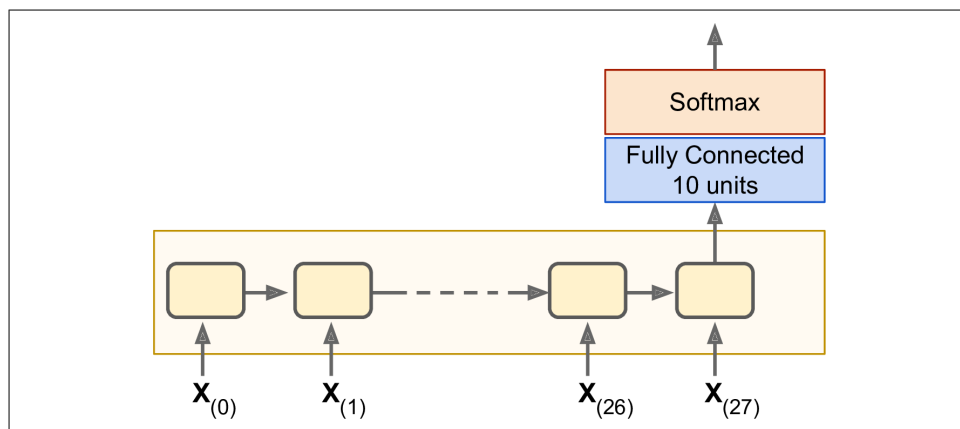 Softmax
Fully Connected
10 units
X(0) X(1) X(26) X(27)